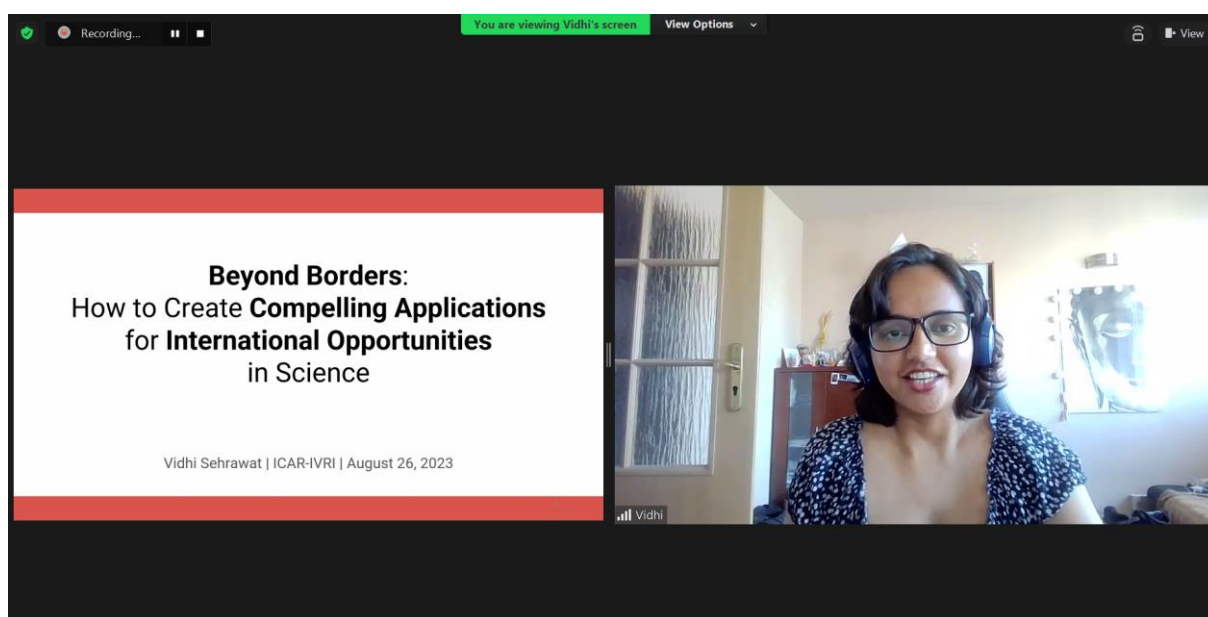 Recording...
You are viewing Vidhi's screen
View Options
View
Beyond Borders:
How to Create Compelling Applications
for International Opportunities
in Science
Vidhi Sehrawat | ICAR-IVRI | August 26, 2023
Vidhi